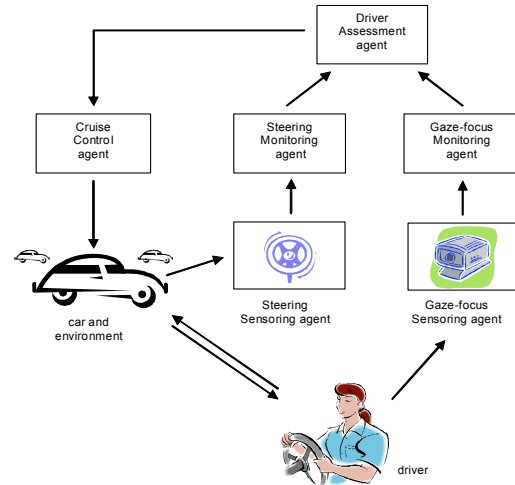 Driver
Assessment
agent
Cruise
Control
agent
Steering
Monitoring
agent
Gaze-focus
Monitoring
agent
Steering
Sensoring agent
Gaze-focus
Sensoring agent
car and
environment
driver